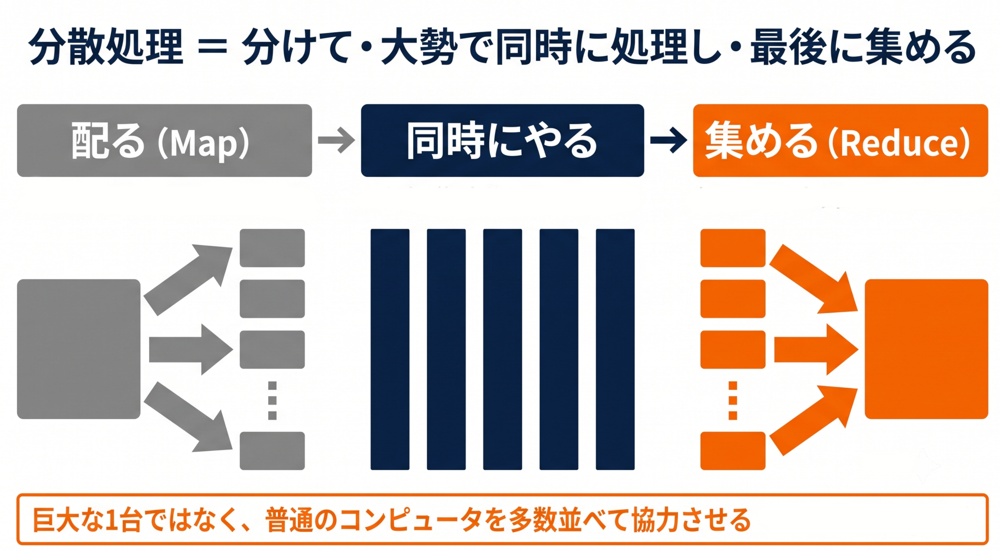 分散処理 = 分けて・大勢で同時に処理し・最後に集める
配る (Map) → 同時にやる → 集める (Reduce)
巨大な1台ではなく、普通のコンピュータを多数並べて協力させる